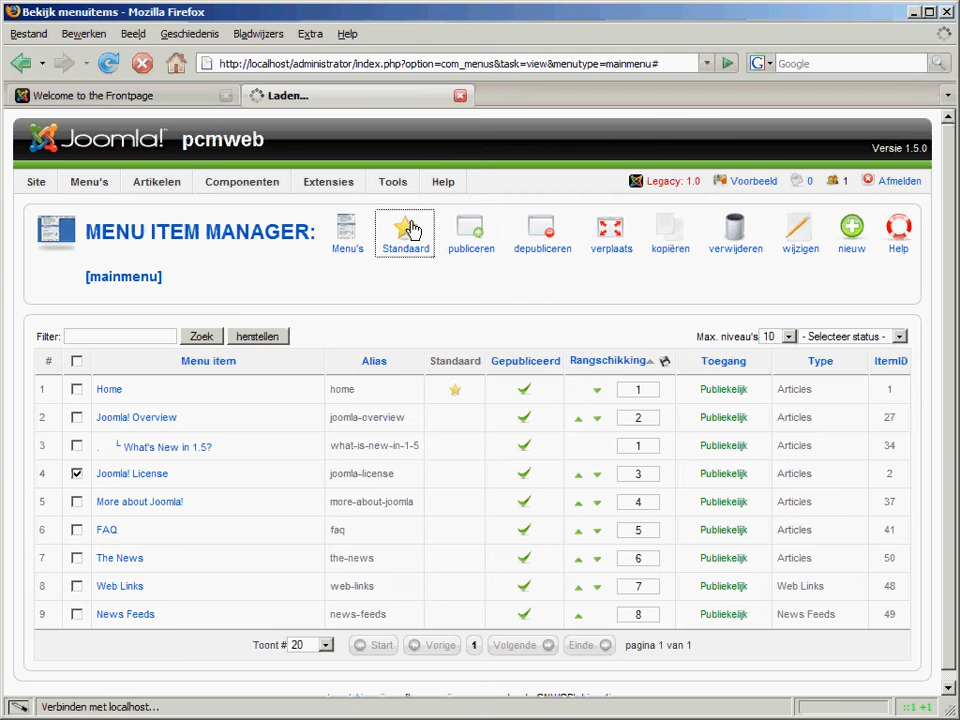 Bekijk menuitems - Mozilla Firefox
Bestand Bewerken Beeld Geschiedenis Bladwijzers Extra Help
http://localhost/administrator/index.php?option=com_menus&task=view&menutype=mainmenu#
Google
Welcome to the Frontpage
Laden...
Joomla! pcmweb
Versie 1.5.0
Site Menu's Artikelen Componenten Extensies Tools Help
Legacy: 1.0 Voorbeeld 0 1 Afmelden
MENU ITEM MANAGER:
[mainmenu]
Menu's Standaard publiceren depubliceren verplaats kopiëren verwijderen wijzigen nieuw Help
Filter: Zoek herstellen Max. niveau's 10 - Selecteer status -
# Menu item Alias Standaard Gepubliceerd Rangschikking Toegang Type ItemID
1 Home home 1 Publiekelijk Articles 1
2 Joomla! Overview joomla-overview 2 Publiekelijk Articles 27
3 . What's New in 1.5? what-is-new-in-1-5 1 Publiekelijk Articles 34
4 Joomla! License joomla-license 3 Publiekelijk Articles 2
5 More about Joomla! more-about-joomla 4 Publiekelijk Articles 37
6 FAQ faq 5 Publiekelijk Articles 41
7 The News the-news 6 Publiekelijk Articles 50
8 Web Links web-links 7 Publiekelijk Web Links 48
9 News Feeds news-feeds 8 Publiekelijk News Feeds 49
Toont # 20 Start Vorige 1 Volgende Einde pagina 1 van 1
Verbinden met localhost...
::1 +1